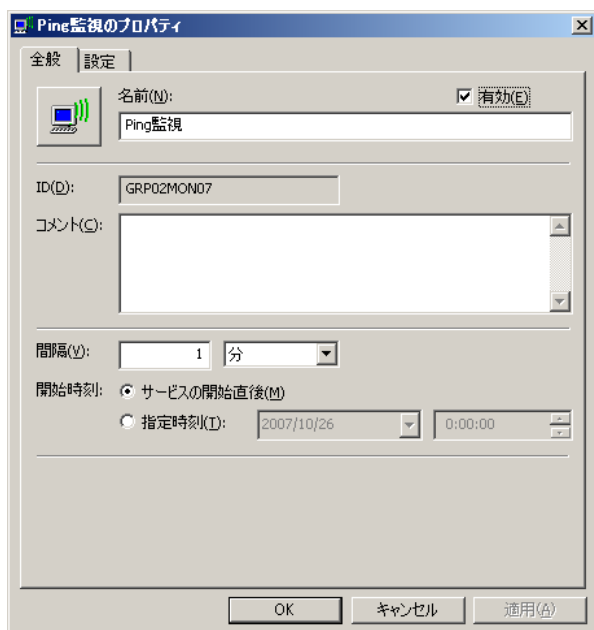 Ping監視のプロパティ
全般 設定
名前(N): 有効(E)
Ping監視
ID(D): GRP02MON07
コメント(C):
間隔(V): 1 分
開始時刻: サービスの開始直後(M)
指定時刻(T): 2007/10/26 0:00:00
OK キャンセル 適用(A)